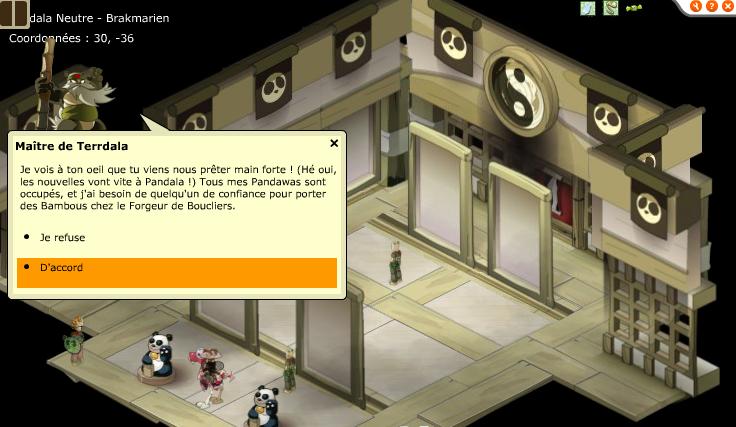 dala Neutre - Brakmarien
Coordonnées : 30, -36
Maître de Terrdala
Je vois à ton oeil que tu viens nous prêter main forte ! (Hé oui,
les nouvelles vont vite à Pandala !) Tous mes Pandawas sont
occupés, et j'ai besoin de quelqu'un de confiance pour porter
des Bambous chez le Forgeur de Boucliers.
Je refuse
D'accord